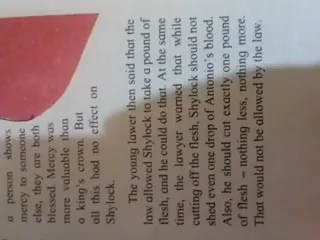 a person shows
mercy to someone
else, they are both
blessed. Mercy was
more valuable than
a king's crown. But
all this had no effect on
Shylock.
The young lawer then said that the
law allowed Shylock to take a pound of
flesh, and he could do that. At the same
time, the lawyer warned that while
cutting off the flesh, Shylock should not
shed even one drop of Antonio's blood.
Also, he should cut exactly one pound
of flesh – nothing less, nothing more.
That would not be allowed by the law.